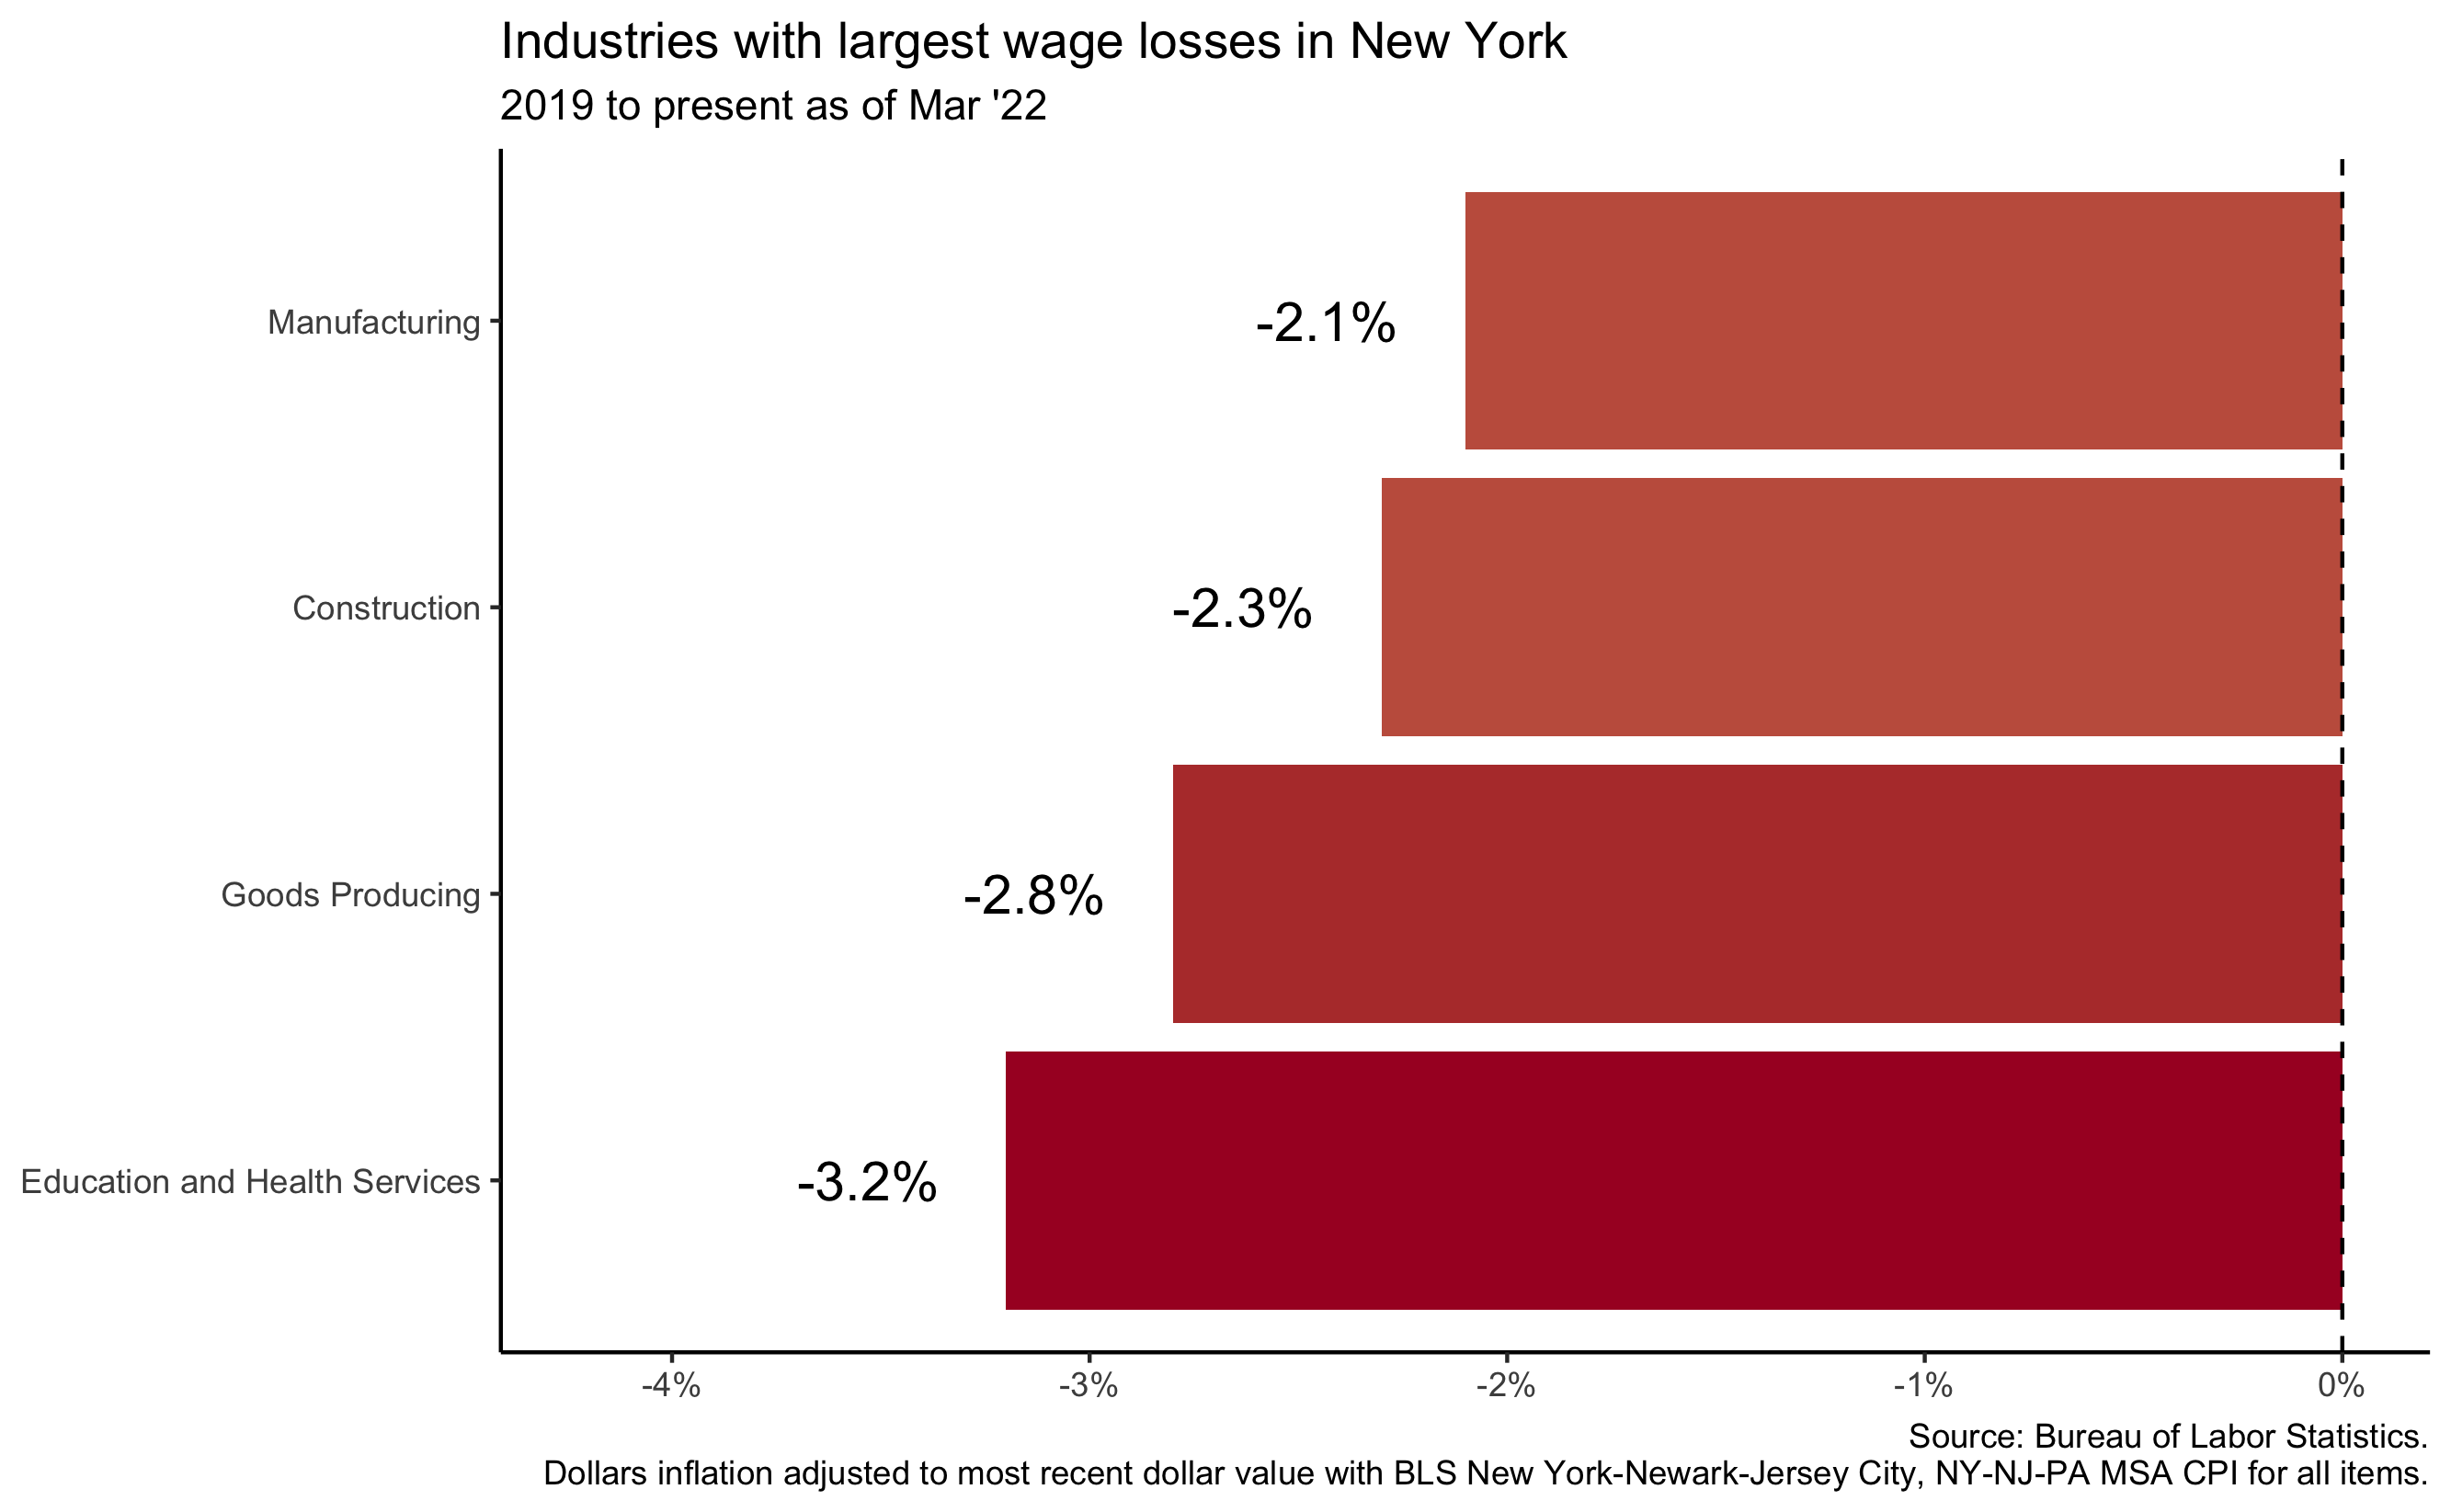 Industries with largest wage losses in New York
2019 to present as of Mar '22
Manufacturing
-2.1%
Construction
-2.3%
Goods Producing
-2.8%
Education and Health Services
-3.2%
-4%
-3%
-2%
-1%
0%
Source: Bureau of Labor Statistics.
Dollars inflation adjusted to most recent dollar value with BLS New York-Newark-Jersey City, NY-NJ-PA MSA CPI for all items.